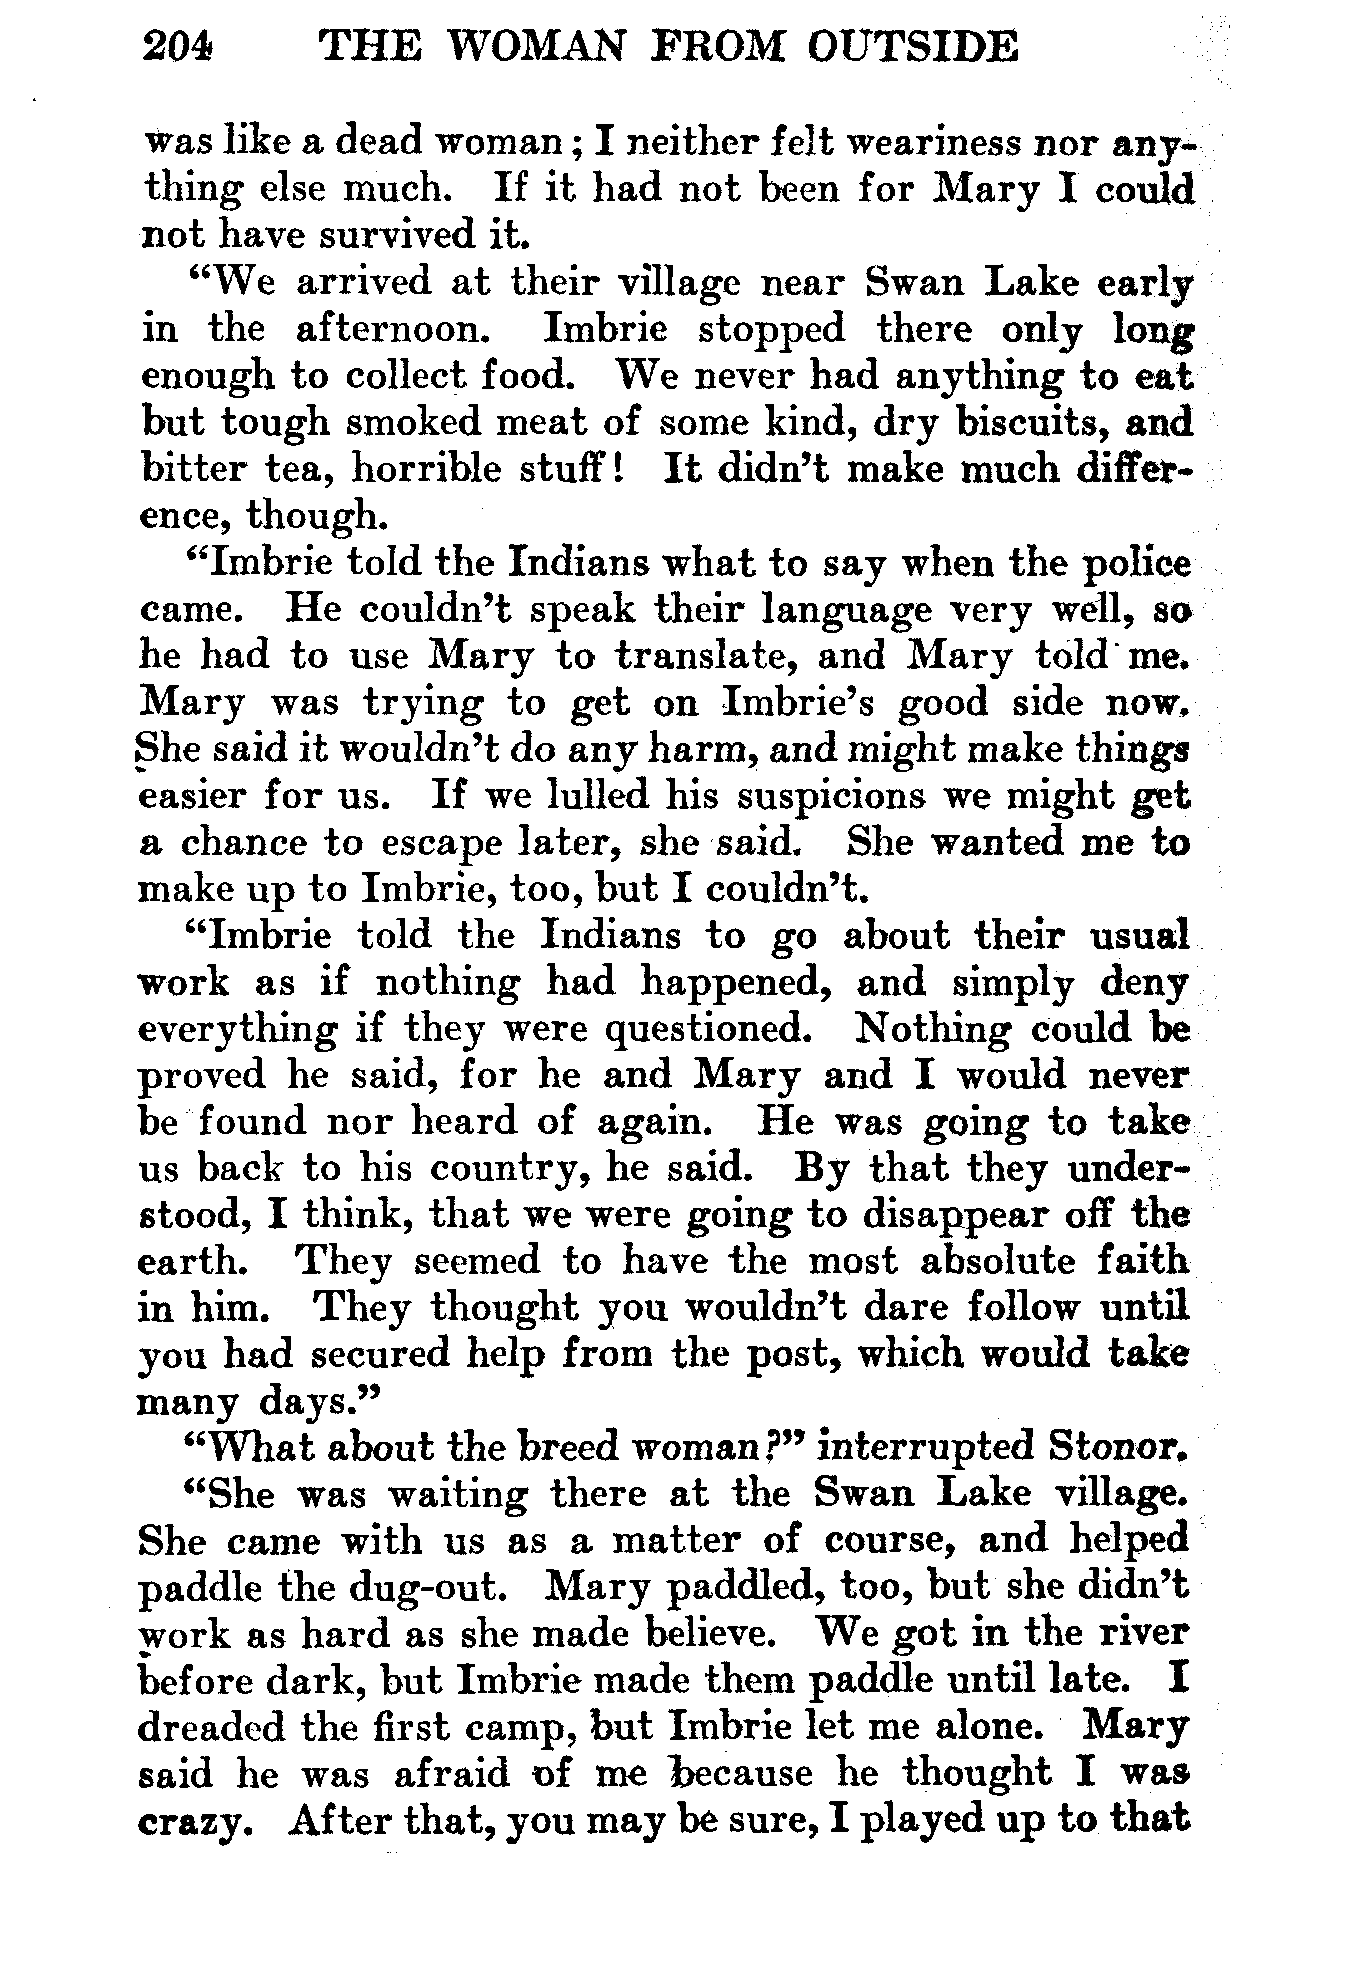 204 THE WOMAN FROM OUTSIDE
was like a dead woman; I neither felt weariness nor any-
thing else much. If it had not been for Mary I could
not have survived it.
“We arrived at their village near Swan Lake early
in the afternoon. Imbrie stopped there only long
enough to collect food. We never had anything to eat
but tough smoked meat of some kind, dry biscuits, and
bitter tea, horrible stuff! It didn’t make much differ-
ence, though.
“Imbrie told the Indians what to say when the police
came. He couldn’t speak their language very well, so
he had to use Mary to translate, and Mary told me.
Mary was trying to get on Imbrie’s good side now.
She said it wouldn’t do any harm, and might make things
easier for us. If we lulled his suspicions we might get
a chance to escape later, she said. She wanted me to
make up to Imbrie, too, but I couldn’t.
“Imbrie told the Indians to go about their usual
work as if nothing had happened, and simply deny
everything if they were questioned. Nothing could be
proved he said, for he and Mary and I would never
be found nor heard of again. He was going to take
us back to his country, he said. By that they under-
stood, I think, that we were going to disappear off the
earth. They seemed to have the most absolute faith
in him. They thought you wouldn’t dare follow until
you had secured help from the post, which would take
many days.”
“What about the breed woman?” interrupted Stonor.
“She was waiting there at the Swan Lake village.
She came with us as a matter of course, and helped
paddle the dug-out. Mary paddled, too, but she didn’t
work as hard as she made believe. We got in the river
before dark, but Imbrie made them paddle until late. I
dreaded the first camp, but Imbrie let me alone. Mary
said he was afraid of me because he thought I was
crazy. After that, you may be sure, I played up to that